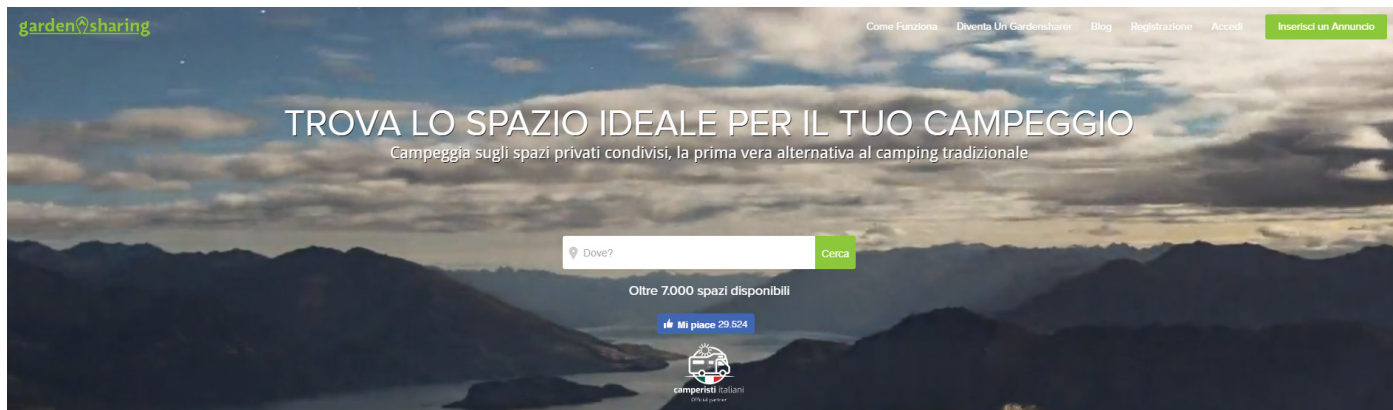 garden sharing
Come Funziona Diventa Un Gardensharer Blog Registrazione Accedi Inserisci un Annuncio
TROVA LO SPAZIO IDEALE PER IL TUO CAMPEGGIO
Campeggia sugli spazi privati condivisi, la prima vera alternativa al camping tradizionale
Dove? Cerca
Oltre 7.000 spazi disponibili
Mi piace 29.524
camperisti italiani
Official partner